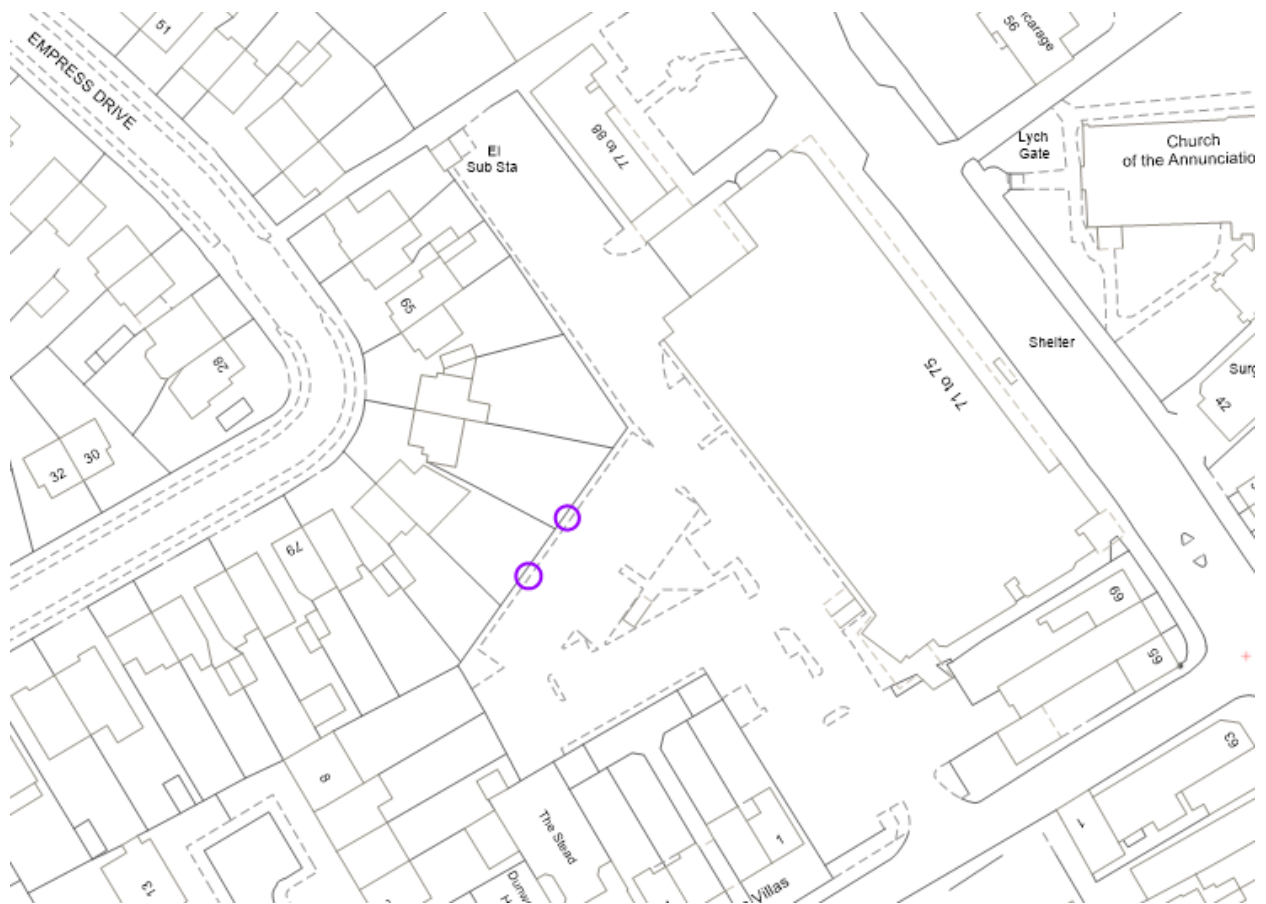 51
EMPRESS DRIVE
56
Lych
Gate
Church
of the Annunciatio
El
Sub Sta
77 to 88
65
28
Shelter
71 to 75
42
32
30
79
69
65
63
8
The Stead
1
1
13
Villas